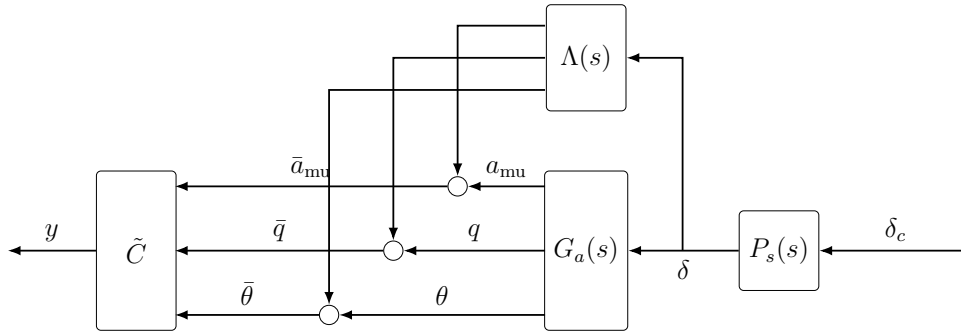 Λ(s)
ā_mu a_mu
y C̃ q̄ q G_a(s) δ P_s(s) δ_c
θ̄ θ